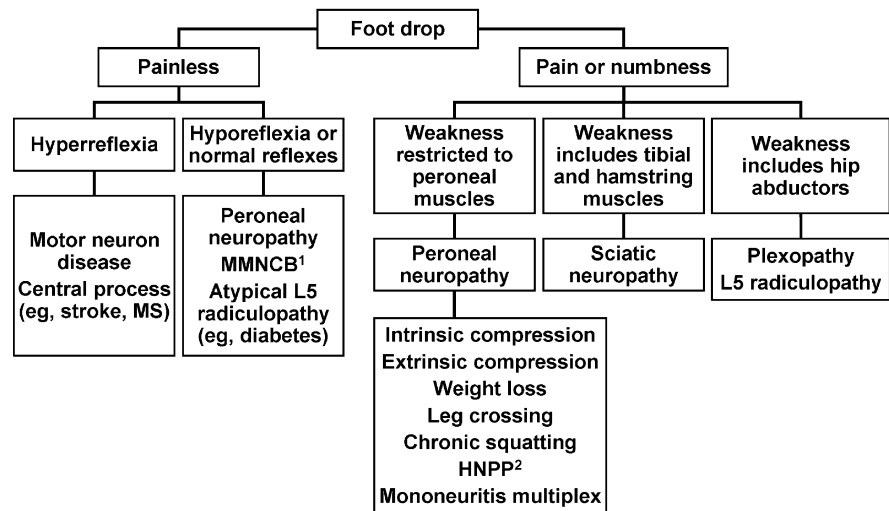 Foot drop
Painless
Pain or numbness
Hyperreflexia
Hyporeflexia or
normal reflexes
Weakness
restricted to
peroneal
muscles
Weakness
includes tibial
and hamstring
muscles
Weakness
includes hip
abductors
Motor neuron
disease
Central process
(eg, stroke, MS)
Peroneal
neuropathy
MMNCB¹
Atypical L5
radiculopathy
(eg, diabetes)
Peroneal
neuropathy
Sciatic
neuropathy
Plexopathy
L5 radiculopathy
Intrinsic compression
Extrinsic compression
Weight loss
Leg crossing
Chronic squatting
HNPP²
Mononeuritis multiplex